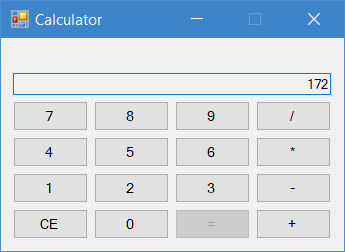 Calculator
172
7 8 9 /
4 5 6 *
1 2 3 -
CE 0 = +